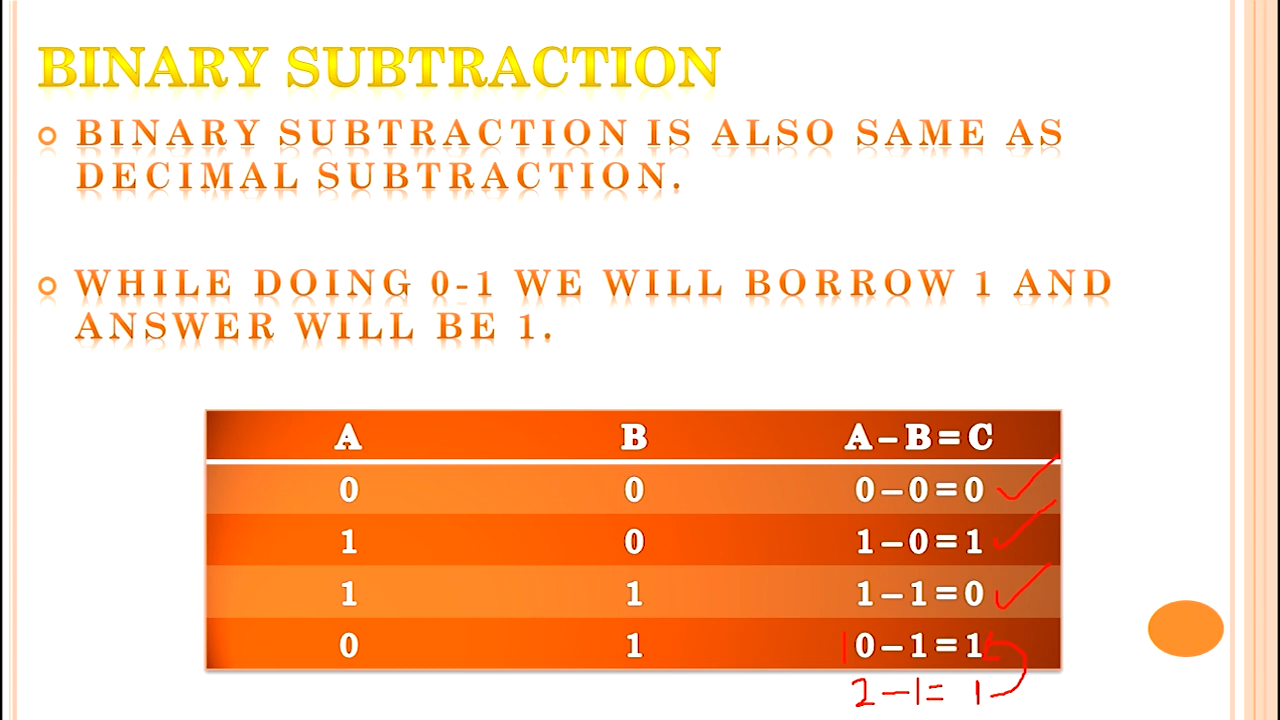 BINARY SUBTRACTION
BINARY SUBTRACTION IS ALSO SAME AS
DECIMAL SUBTRACTION.
WHILE DOING 0-1 WE WILL BORROW 1 AND
ANSWER WILL BE 1.
A B A – B = C
0 0 0 – 0 = 0
1 0 1 – 0 = 1
1 1 1 – 1 = 0
0 1 10 – 1 = 1
2 – 1 = 1